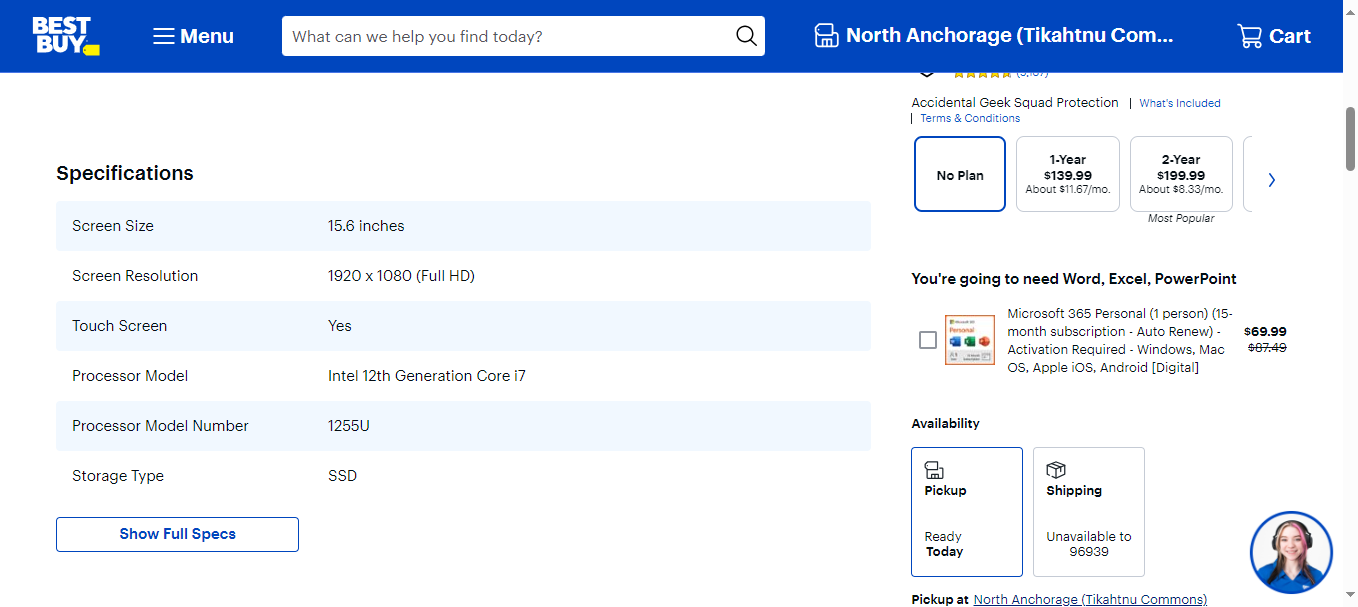 BEST BUY
Menu
What can we help you find today?
North Anchorage (Tikahtnu Com...
Cart
Accidental Geek Squad Protection | What's Included
| Terms & Conditions
No Plan
1-Year
$139.99
About $11.67/mo.
2-Year
$199.99
About $8.33/mo.
Most Popular
Specifications
Screen Size 15.6 inches
Screen Resolution 1920 x 1080 (Full HD)
Touch Screen Yes
Processor Model Intel 12th Generation Core i7
Processor Model Number 1255U
Storage Type SSD
Show Full Specs
You're going to need Word, Excel, PowerPoint
Personal
Microsoft 365 Personal (1 person) (15-
month subscription - Auto Renew) -
Activation Required - Windows, Mac
OS, Apple iOS, Android [Digital]
$69.99
$87.49
Availability
Pickup
Ready
Today
Shipping
Unavailable to
96939
Pickup at North Anchorage (Tikahtnu Commons)